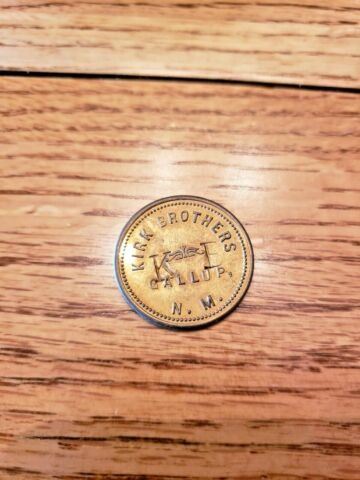 KIRK BROTHERS
GALLUP,
N. M.